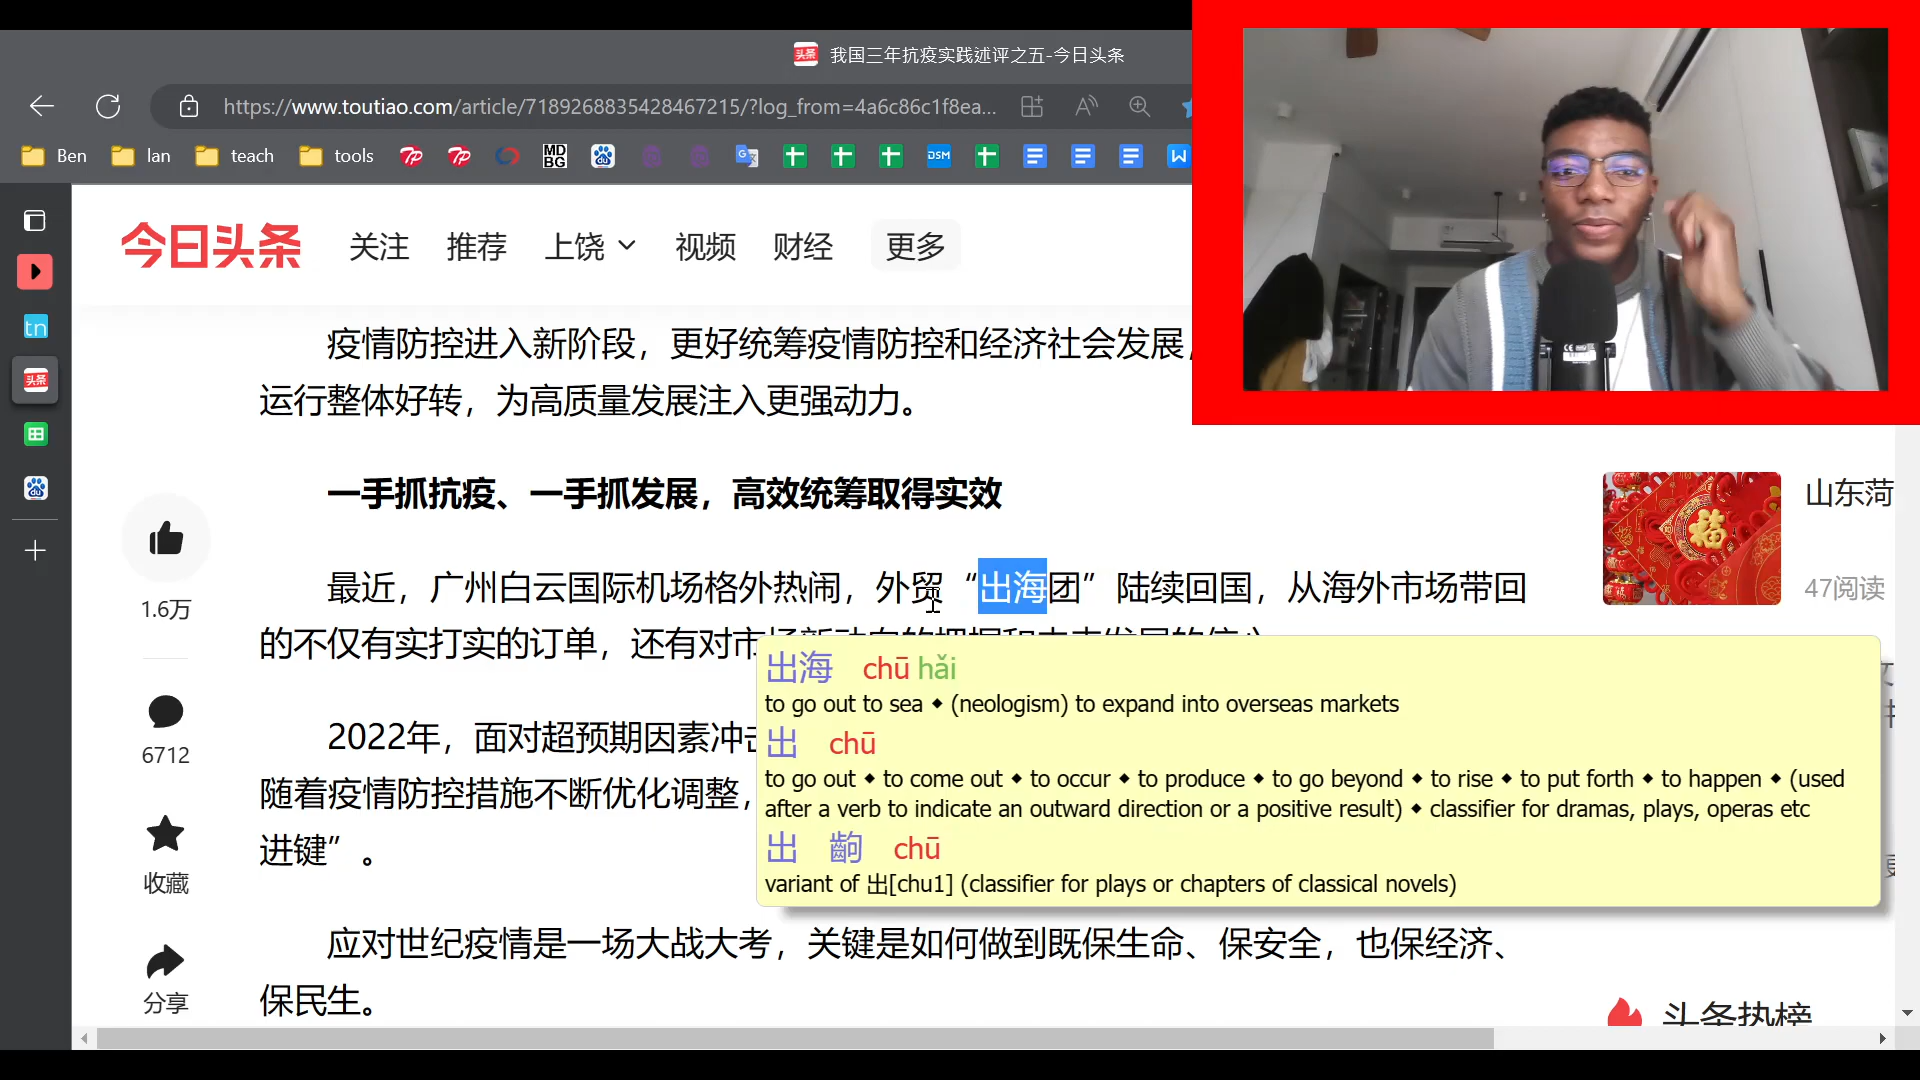 我国三年抗疫实践述评之五-今日头条
https://www.toutiao.com/article/7189268835428467215/?log_from=4a6c86c1f8ea...
Ben lan teach tools MDBG du DSM
今日头条 关注 推荐 上饶 视频 财经 更多
疫情防控进入新阶段，更好统筹疫情防控和经济社会发展，
运行整体好转，为高质量发展注入更强动力。
一手抓抗疫、一手抓发展，高效统筹取得实效
山东菏
最近，广州白云国际机场格外热闹，外贸“出海团”陆续回国，从海外市场带回
47阅读
1.6万
的不仅有实打实的订单，还有对市
出海 chū hǎi
to go out to sea ◆ (neologism) to expand into overseas markets
出 chū
to go out ◆ to come out ◆ to occur ◆ to produce ◆ to go beyond ◆ to rise ◆ to put forth ◆ to happen ◆ (used
after a verb to indicate an outward direction or a positive result) ◆ classifier for dramas, plays, operas etc
出 齣 chū
variant of 出[chu1] (classifier for plays or chapters of classical novels)
2022年，面对超预期因素冲
6712
随着疫情防控措施不断优化调整，
进键”。
收藏
应对世纪疫情是一场大战大考，关键是如何做到既保生命、保安全，也保经济、
保民生。
分享
头条热榜